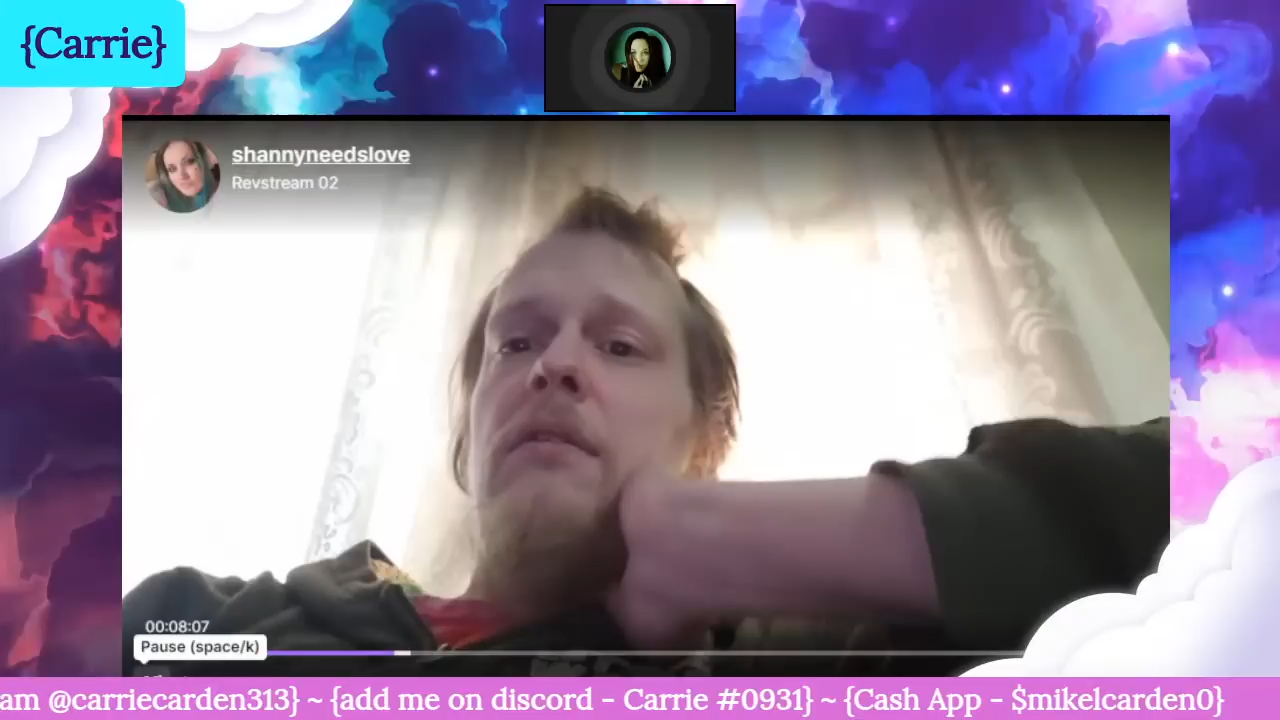 {Carrie}
shannyneedslove
Revstream 02
00:08:07
Pause (space/k)
am @carriecarden313} ~ {add me on discord - Carrie #0931} ~ {Cash App - $mikelcarden0}